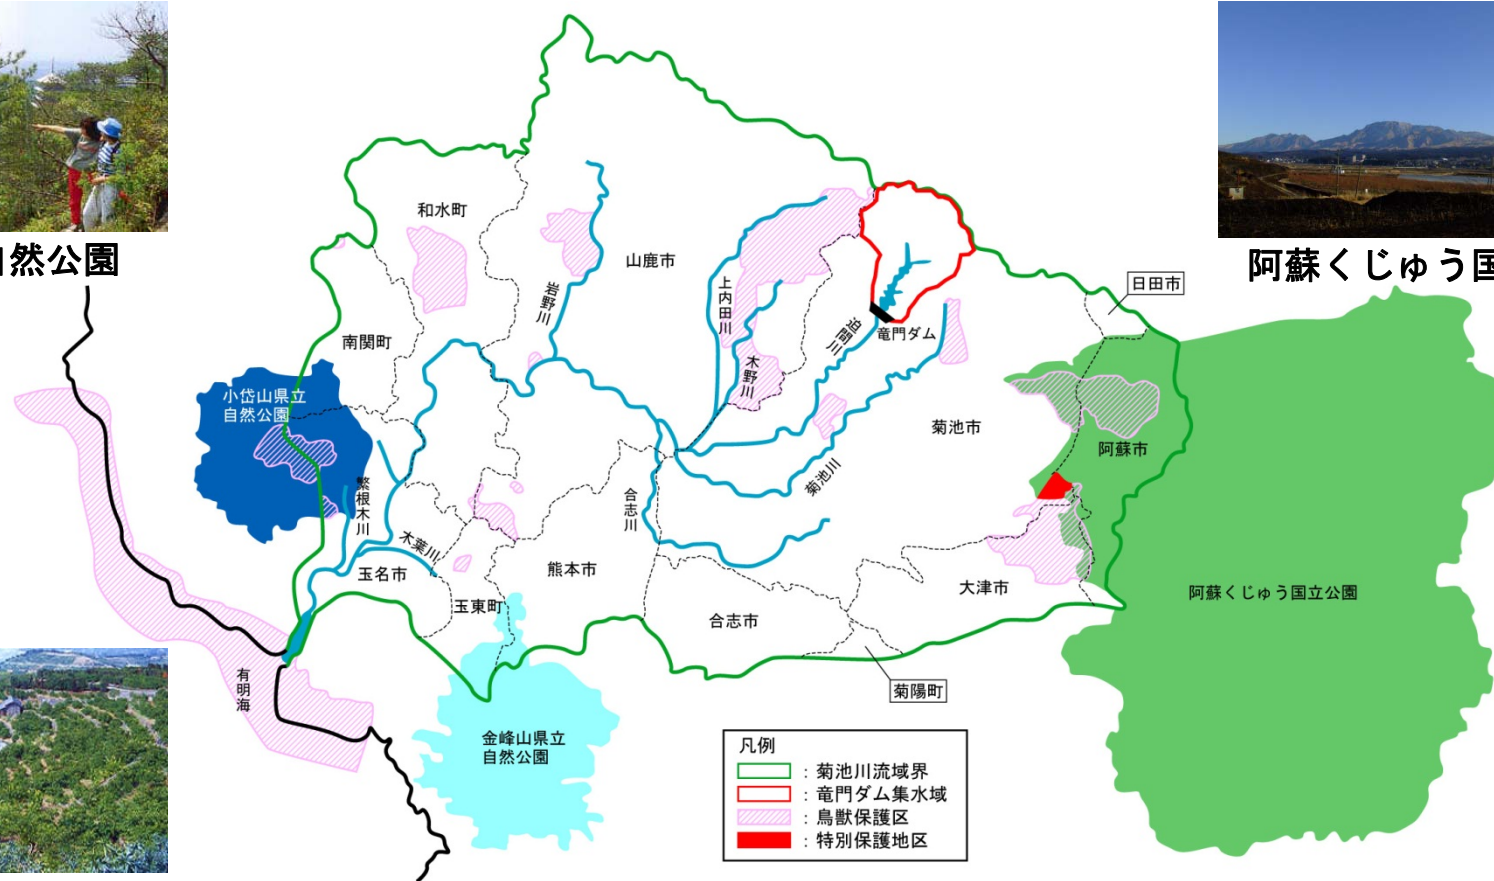 自然公園
阿蘇くじゅう国
和水町
山鹿市
岩野川
上内田川
木野川
迫間川
竜門ダム
日田市
南関町
小岱山県立
自然公園
菊池市
阿蘇市
菊池川
繁根木川
合志川
木葉川
玉名市
玉東町
熊本市
合志市
大津市
阿蘇くじゅう国立公園
菊陽町
有明海
金峰山県立
自然公園
凡例
：菊池川流域界
：竜門ダム集水域
：鳥獣保護区
：特別保護地区